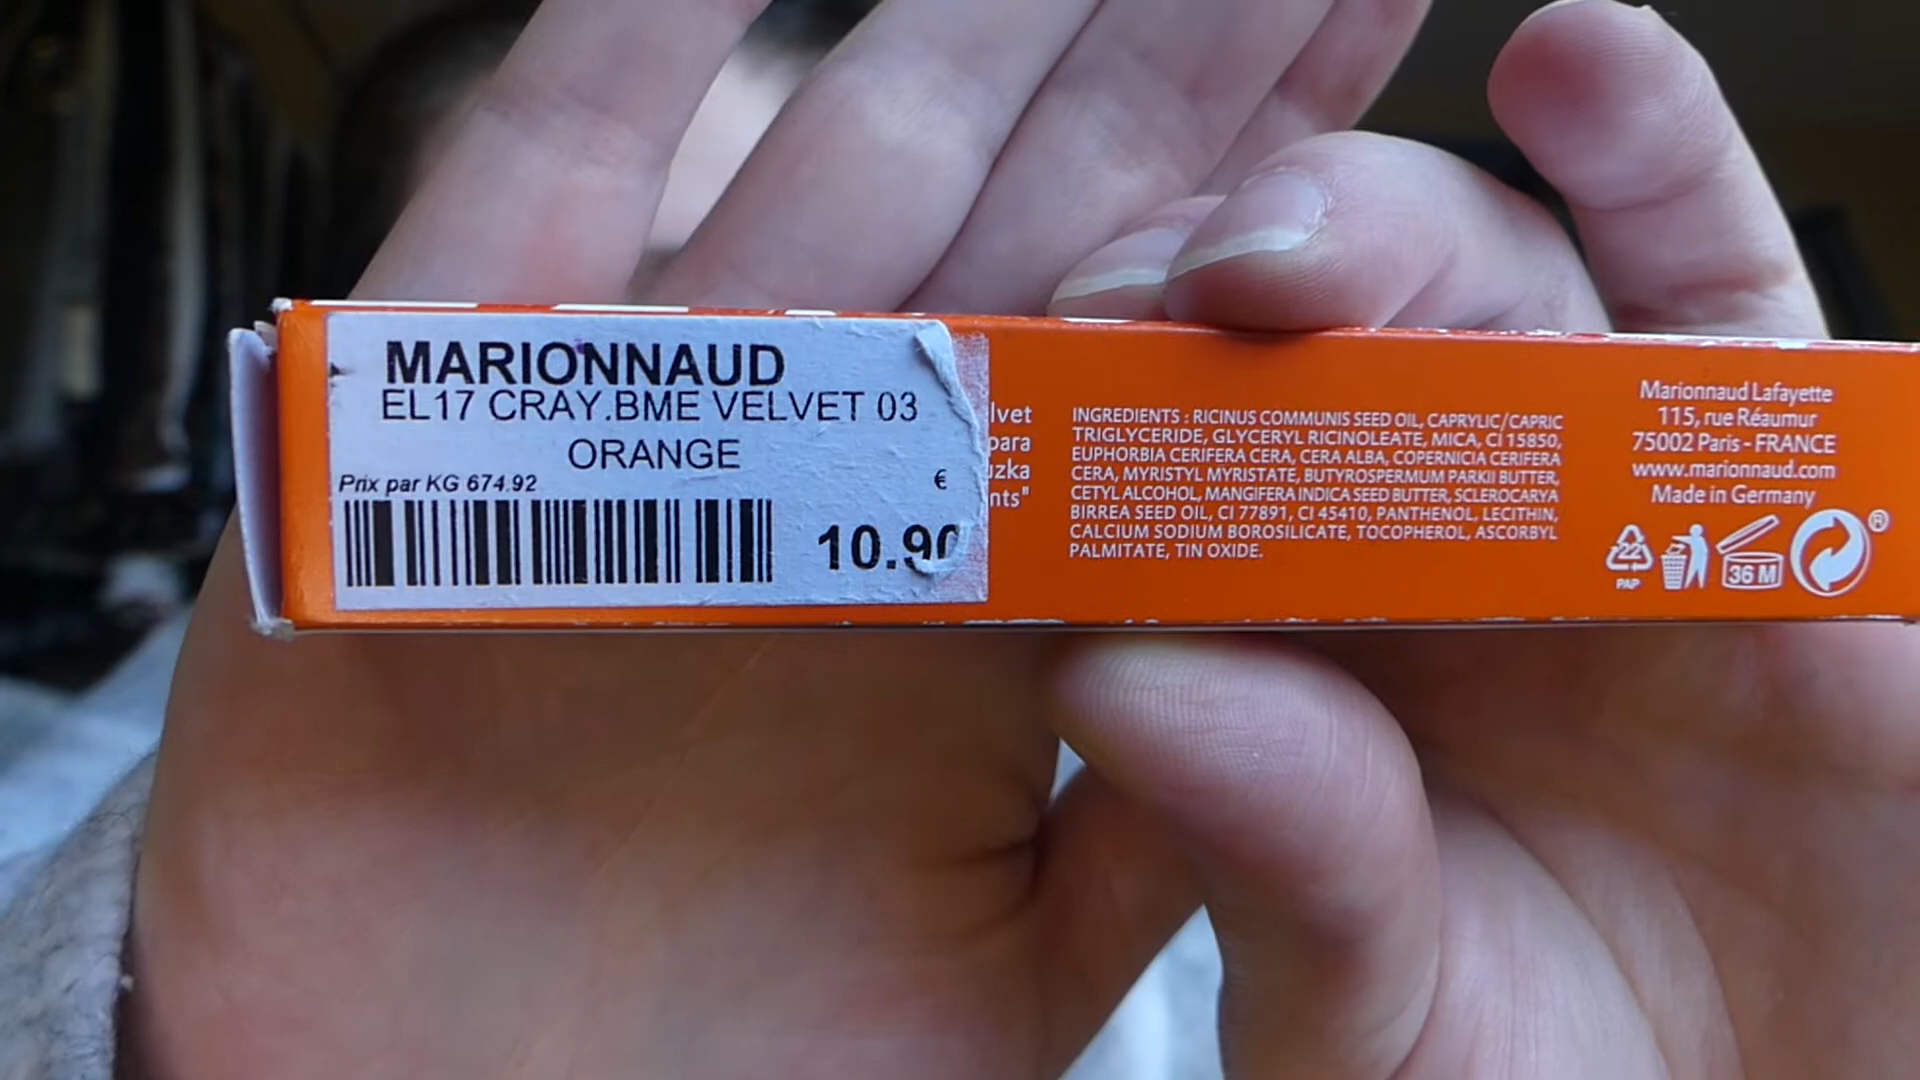 MARIONNAUD
EL17 CRAY.BME VELVET 03
ORANGE
Prix par KG 674.92
€
10.90
lvet
para
uzka
nts"
INGREDIENTS : RICINUS COMMUNIS SEED OIL, CAPRYLIC/CAPRIC
TRIGLYCERIDE, GLYCERYL RICINOLEATE, MICA, CI 15850,
EUPHORBIA CERIFERA CERA, CERA ALBA, COPERNICIA CERIFERA
CERA, MYRISTYL MYRISTATE, BUTYROSPERMUM PARKII BUTTER,
CETYL ALCOHOL, MANGIFERA INDICA SEED BUTTER, SCLEROCARYA
BIRREA SEED OIL, CI 77891, CI 45410, PANTHENOL, LECITHIN,
CALCIUM SODIUM BOROSILICATE, TOCOPHEROL, ASCORBYL
PALMITATE, TIN OXIDE.
Marionnaud Lafayette
115, rue Réaumur
75002 Paris - FRANCE
www.marionnaud.com
Made in Germany
22
PAP
36 M
®